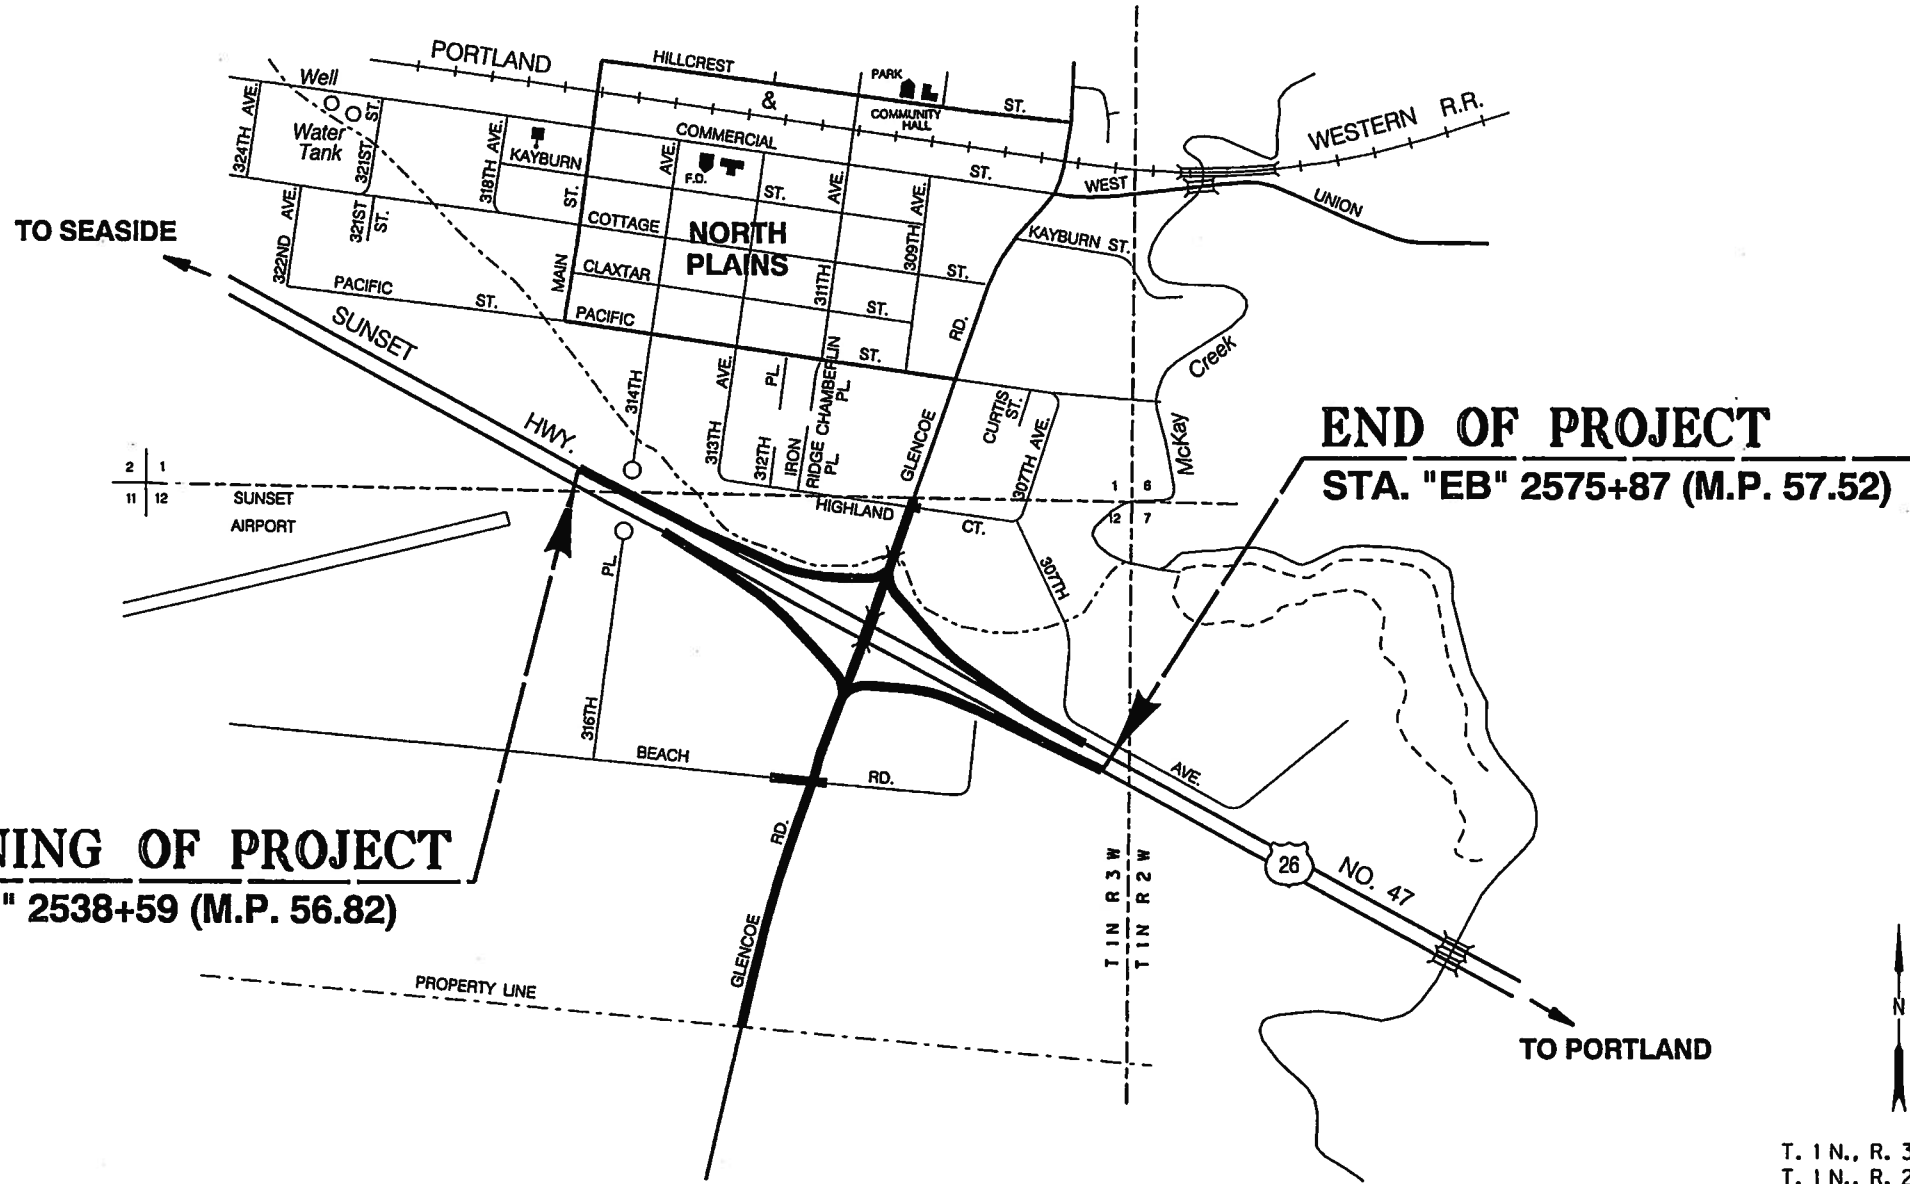 PORTLAND & WESTERN R.R.
HILLCREST ST.
PARK
COMMUNITY
HALL
Well
Water
Tank
324TH AVE.
321ST ST.
318TH AVE.
KAYBURN ST.
COMMERCIAL ST.
AVE.
F.D.
AVE.
309TH AVE.
WEST UNION
322ND AVE.
321ST ST.
MAIN ST.
COTTAGE ST.
NORTH
PLAINS
KAYBURN ST.
TO SEASIDE
CLAXTAR ST.
311TH
PACIFIC ST.
PACIFIC ST.
SUNSET HWY.
RD.
Creek
McKay
314TH
313TH AVE.
312TH PL.
IRON
RIDGE
PL.
CHAMBERLIN
PL.
GLENCOE
CURTIS
ST.
307TH AVE.
END OF PROJECT
STA. "EB" 2575+87 (M.P. 57.52)
2 1
11 12
SUNSET
AIRPORT
HIGHLAND CT.
1 6
12 7
307TH AVE.
316TH PL.
BEACH RD.
NING OF PROJECT
" 2538+59 (M.P. 56.82)
GLENCOE RD.
T 1N R 3 W
T 1N R 2 W
26
NO. 47
PROPERTY LINE
TO PORTLAND
N
T. 1 N., R. 3
T. 1 N., R. 2